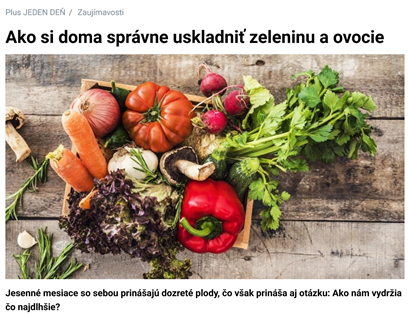 Plus JEDEN DEŇ / Zaujímavosti
Ako si doma správne uskladniť zeleninu a ovocie
Jesenné mesiace so sebou prinášajú dozreté plody, čo však prináša aj otázku: Ako nám vydržia
čo najdlhšie?